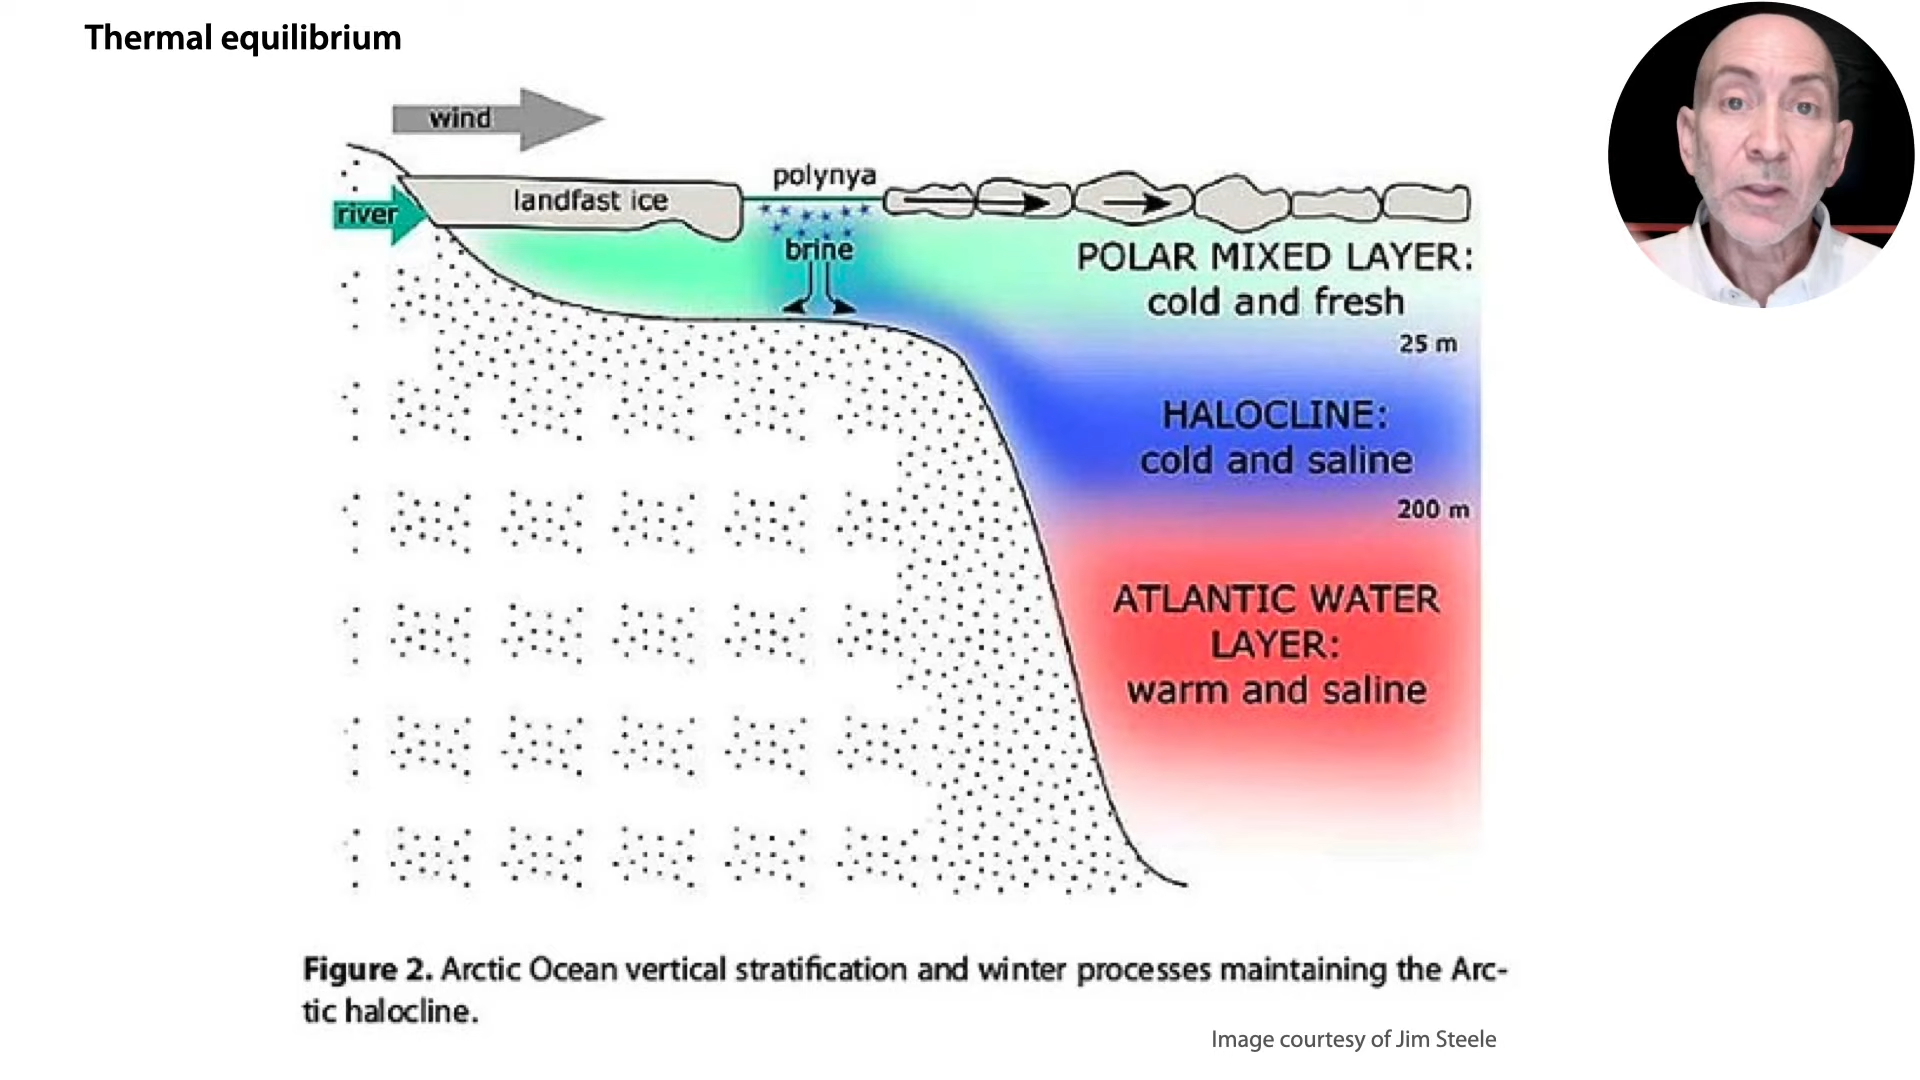 Thermal equilibrium
wind
polynya
landfast ice
river
brine
POLAR MIXED LAYER:
cold and fresh
25 m
HALOCLINE:
cold and saline
200 m
ATLANTIC WATER
LAYER:
warm and saline
Figure 2. Arctic Ocean vertical stratification and winter processes maintaining the Arc-
tic halocline.
Image courtesy of Jim Steele